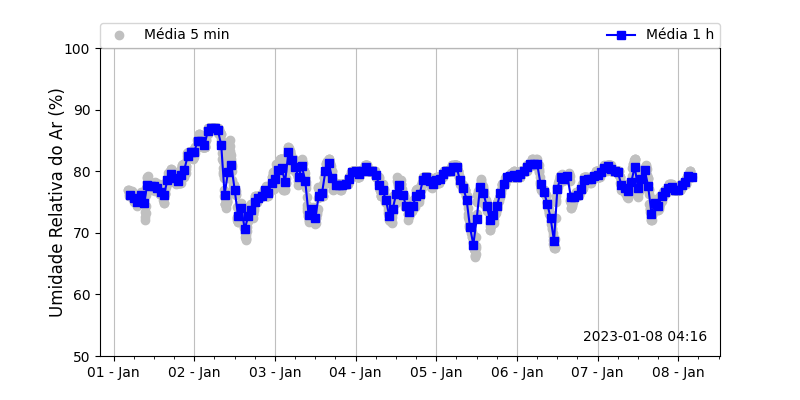 Média 5 min Média 1 h
100
90
80
70
60
50
Umidade Relativa do Ar (%)
2023-01-08 04:16
01 - Jan 02 - Jan 03 - Jan 04 - Jan 05 - Jan 06 - Jan 07 - Jan 08 - Jan